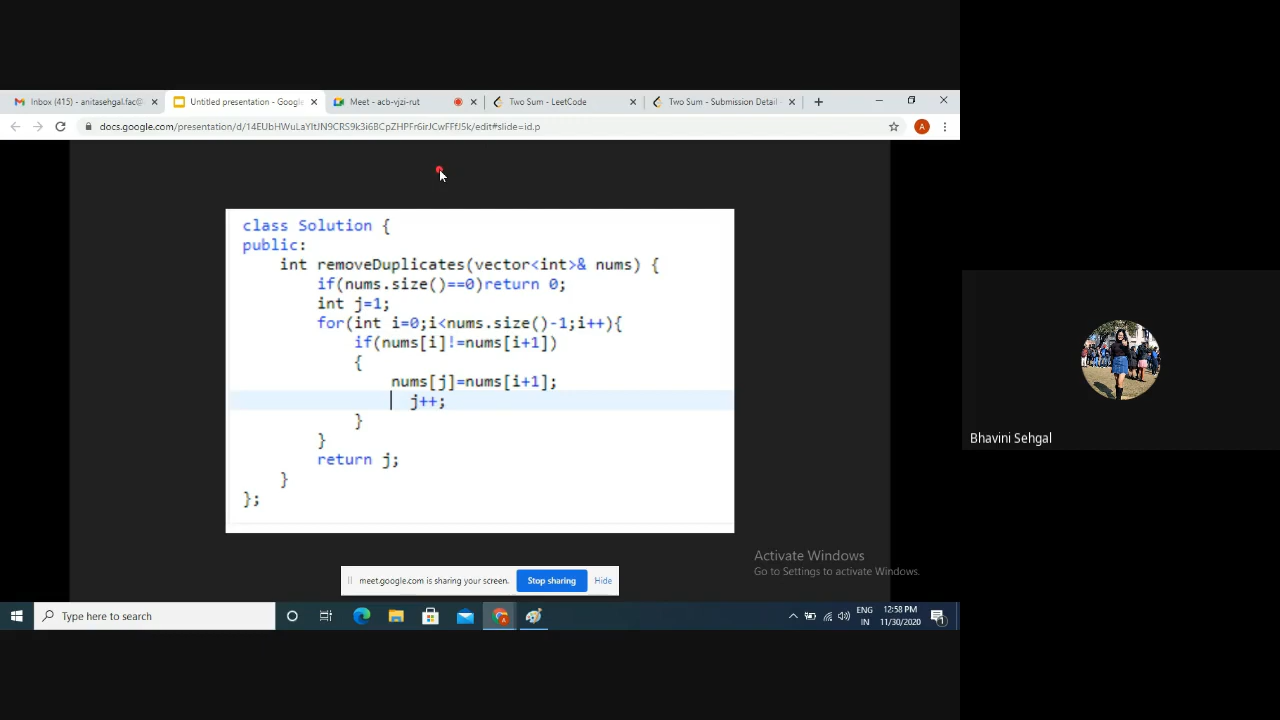 Inbox (415) - anitasehgal.fac@
Untitled presentation - Google
Meet - acb-vjzi-rut
Two Sum - LeetCode
Two Sum - Submission Detail -
docs.google.com/presentation/d/14EUbHWuLaYltJN9CRS9k3i6BCpZHPFr6irJCwFFfJSk/edit#slide=id.p
A
class Solution {
public:
int removeDuplicates(vector<int>& nums) {
if(nums.size()==0)return 0;
int j=1;
for(int i=0;i<nums.size()-1;i++){
if(nums[i]!=nums[i+1])
{
nums[j]=nums[i+1];
j++;
}
}
return j;
}
};
Bhavini Sehgal
Activate Windows
Go to Settings to activate Windows.
meet.google.com is sharing your screen.
Stop sharing
Hide
Type here to search
ENG
IN
12:58 PM
11/30/2020
1